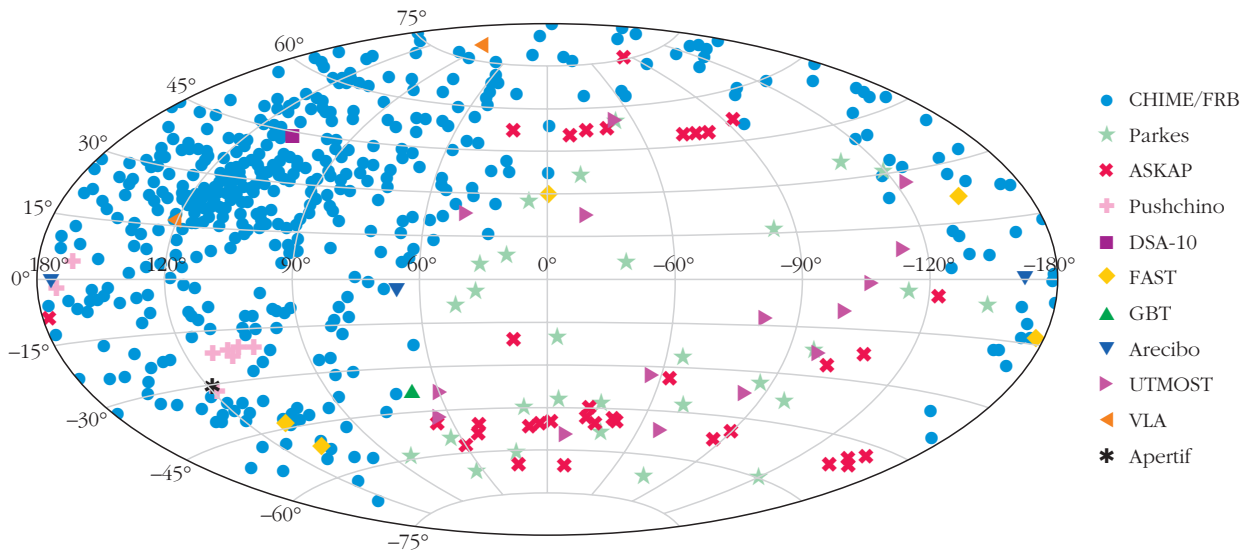 75°
60°
45°
30°
15°
0°
180° 120° 90° 60° 0° −60° −90° −120° −180°
−15°
−30°
−45°
−60°
−75°
CHIME/FRB
Parkes
ASKAP
Pushchino
DSA-10
FAST
GBT
Arecibo
UTMOST
VLA
Apertif